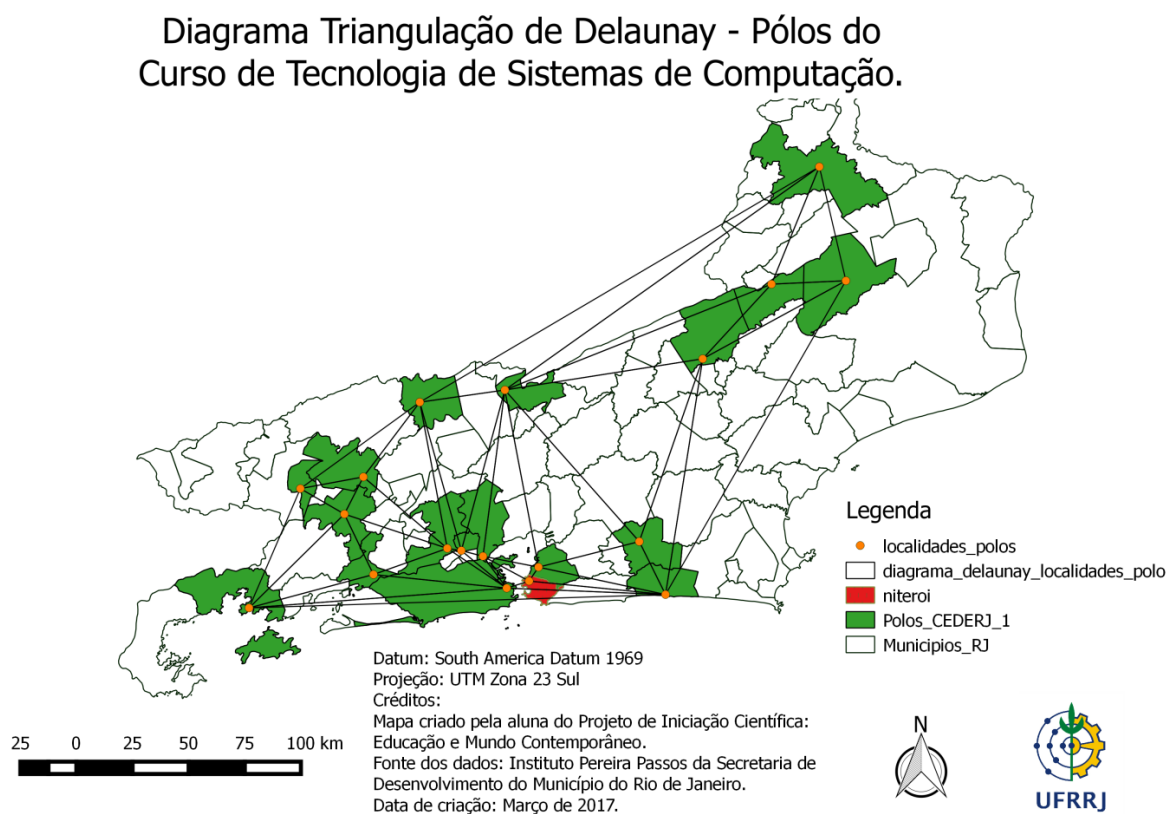 Diagrama Triangulação de Delaunay - Pólos do
Curso de Tecnologia de Sistemas de Computação.
Legenda
localidades_polos
diagrama_delaunay_localidades_polo
niteroi
Polos_CEDERJ_1
Municipios_RJ
Datum: South America Datum 1969
Projeção: UTM Zona 23 Sul
Créditos:
Mapa criado pela aluna do Projeto de Iniciação Científica:
Educação e Mundo Contemporâneo.
Fonte dos dados: Instituto Pereira Passos da Secretaria de
Desenvolvimento do Município do Rio de Janeiro.
Data de criação: Março de 2017.
25 0 25 50 75 100 km
N
UFRRJ